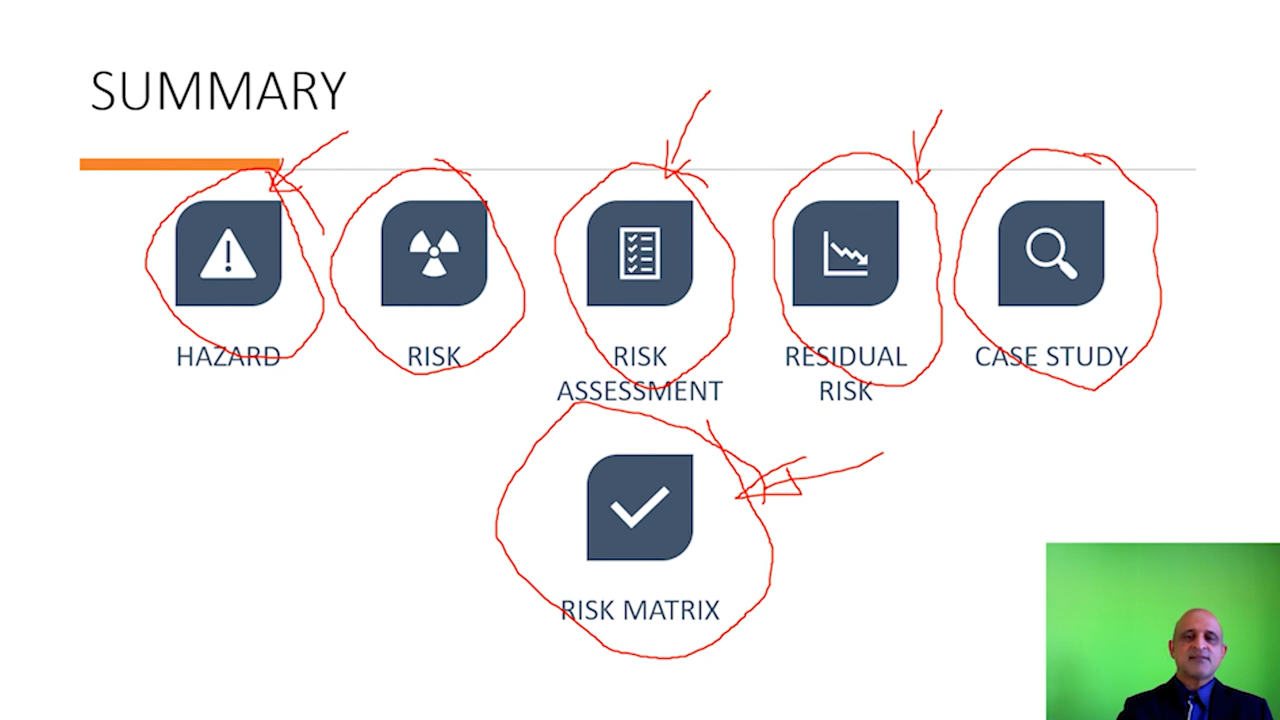 SUMMARY
HAZARD
RISK
RISK
ASSESSMENT
RESIDUAL
RISK
CASE STUDY
RISK MATRIX